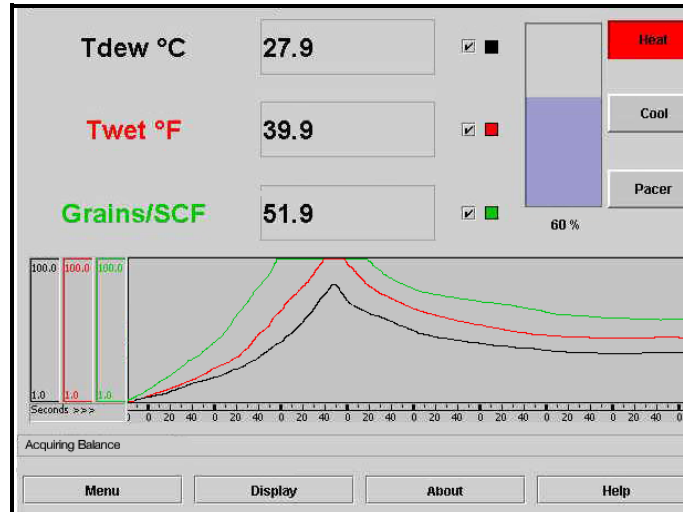 Tdew °C 27.9
Heat
Twet °F 39.9
Cool
Grains/SCF 51.9
Pacer
60 %
100.0 100.0 100.0
1.0 1.0 1.0
Seconds >>>
0 0 20 40 0 20 40 0 20 40 0 20 40 0 20 40 0 20 40 0 20 40 0 20 40 0
Acquiring Balance
Menu Display About Help